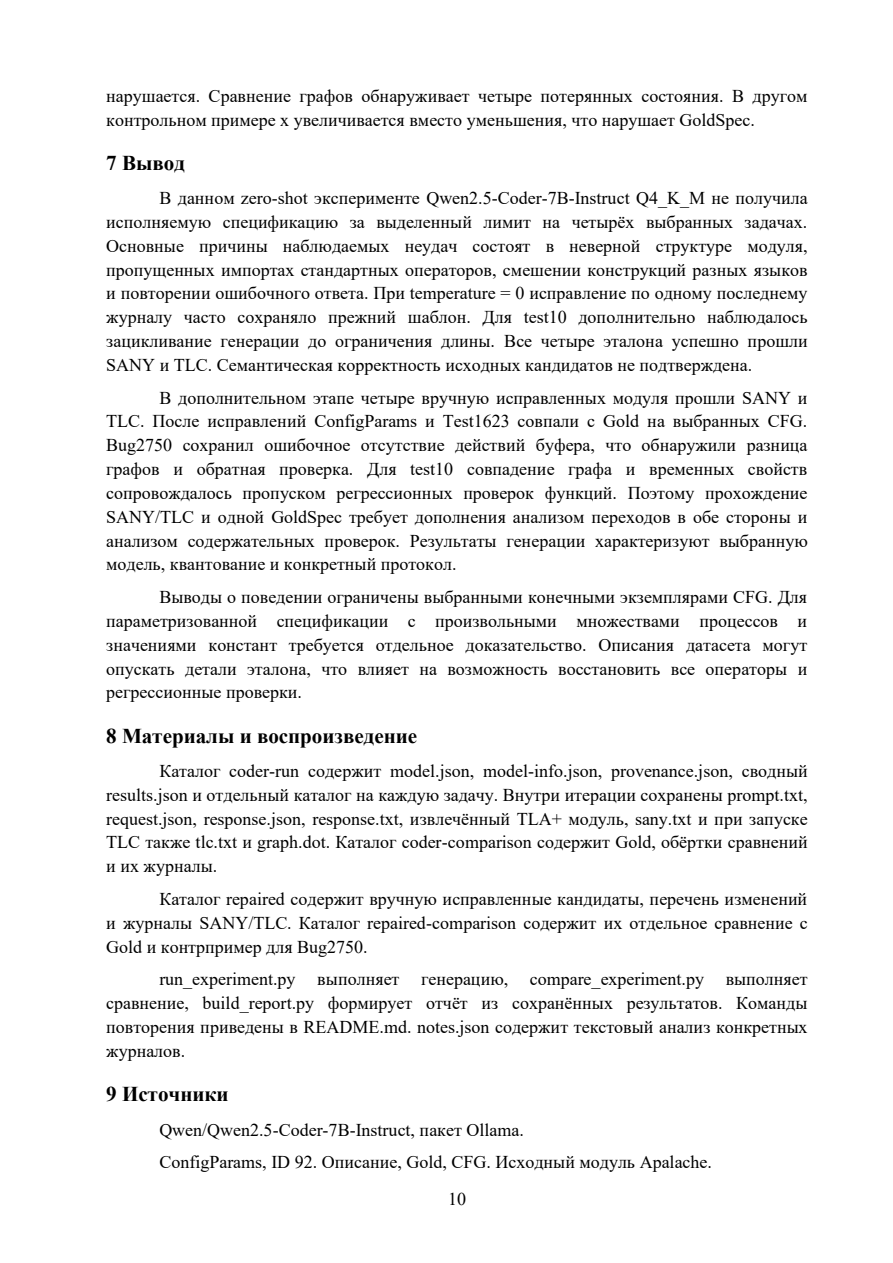 нарушается. Сравнение графов обнаруживает четыре потерянных состояния. В другом
контрольном примере x увеличивается вместо уменьшения, что нарушает GoldSpec.
7 Вывод
В данном zero-shot эксперименте Qwen2.5-Coder-7B-Instruct Q4_K_M не получила
исполняемую спецификацию за выделенный лимит на четырёх выбранных задачах.
Основные причины наблюдаемых неудач состоят в неверной структуре модуля,
пропущенных импортах стандартных операторов, смешении конструкций разных языков
и повторении ошибочного ответа. При temperature = 0 исправление по одному последнему
журналу часто сохраняло прежний шаблон. Для test10 дополнительно наблюдалось
зацикливание генерации до ограничения длины. Все четыре эталона успешно прошли
SANY и TLC. Семантическая корректность исходных кандидатов не подтверждена.
В дополнительном этапе четыре вручную исправленных модуля прошли SANY и
TLC. После исправлений ConfigParams и Test1623 совпали с Gold на выбранных CFG.
Bug2750 сохранил ошибочное отсутствие действий буфера, что обнаружили разница
графов и обратная проверка. Для test10 совпадение графа и временных свойств
сопровождалось пропуском регрессионных проверок функций. Поэтому прохождение
SANY/TLC и одной GoldSpec требует дополнения анализом переходов в обе стороны и
анализом содержательных проверок. Результаты генерации характеризуют выбранную
модель, квантование и конкретный протокол.
Выводы о поведении ограничены выбранными конечными экземплярами CFG. Для
параметризованной спецификации с произвольными множествами процессов и
значениями констант требуется отдельное доказательство. Описания датасета могут
опускать детали эталона, что влияет на возможность восстановить все операторы и
регрессионные проверки.
8 Материалы и воспроизведение
Каталог coder-run содержит model.json, model-info.json, provenance.json, сводный
results.json и отдельный каталог на каждую задачу. Внутри итерации сохранены prompt.txt,
request.json, response.json, response.txt, извлечённый TLA+ модуль, sany.txt и при запуске
TLC также tlc.txt и graph.dot. Каталог coder-comparison содержит Gold, обёртки сравнений
и их журналы.
Каталог repaired содержит вручную исправленные кандидаты, перечень изменений
и журналы SANY/TLC. Каталог repaired-comparison содержит их отдельное сравнение с
Gold и контрпример для Bug2750.
run_experiment.py выполняет генерацию, compare_experiment.py выполняет
сравнение, build_report.py формирует отчёт из сохранённых результатов. Команды
повторения приведены в README.md. notes.json содержит текстовый анализ конкретных
журналов.
9 Источники
Qwen/Qwen2.5-Coder-7B-Instruct, пакет Ollama.
ConfigParams, ID 92. Описание, Gold, CFG. Исходный модуль Apalache.
10